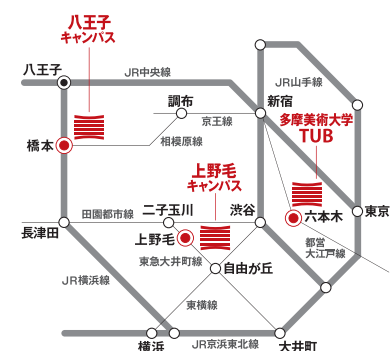 八王子
キャンパス
八王子
JR中央線
JR山手線
調布
新宿
京王線
多摩美術大学
TUB
橋本
相模原線
上野毛
キャンパス
二子玉川
渋谷
田園都市線
六本木
東京
長津田
上野毛
都営
大江戸線
東急大井町線
自由が丘
JR横浜線
東横線
JR京浜東北線
横浜
大井町